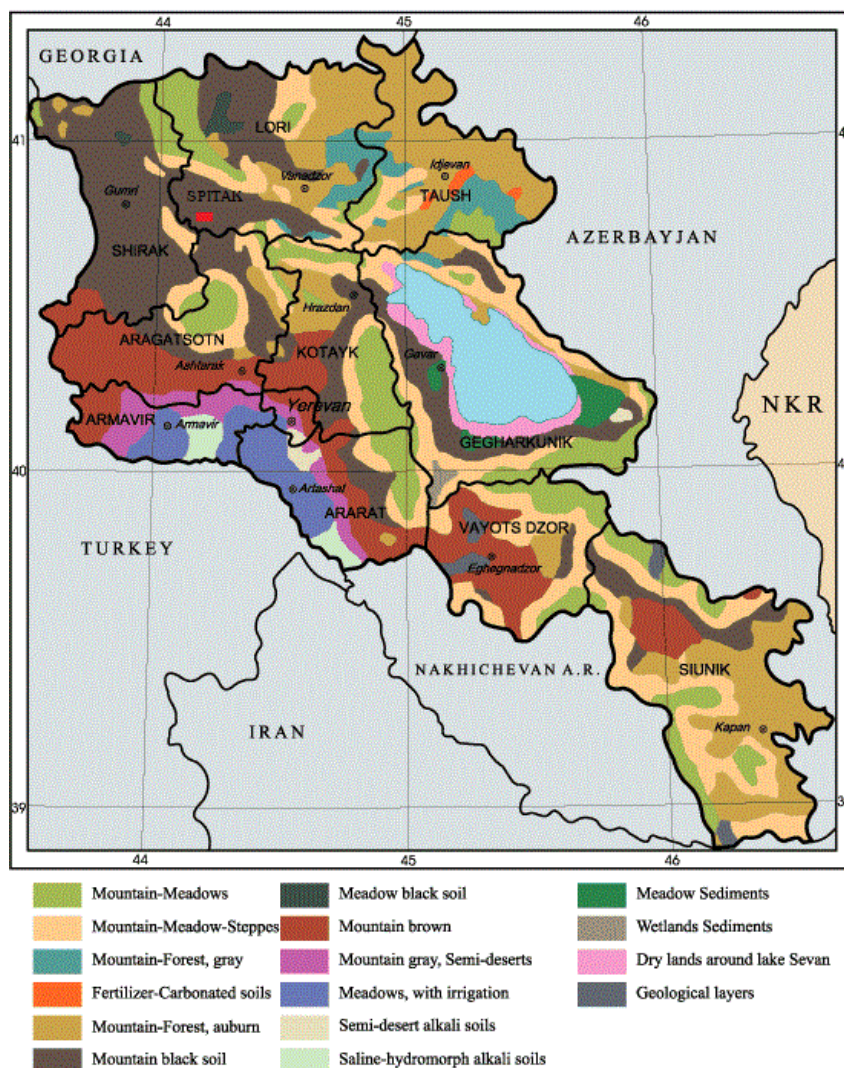 44
45
46
GEORGIA
41
4
LORI
Vanadzor
Idjevan
Gumri
SPITAK
TAUSH
SHIRAK
AZERBAYJAN
Hrazdan
ARAGATSOTN
KOTAYK
Gavar
Ashtarak
NKR
ARMAVIR
Armavir
Yerevan
GEGHARKUNIK
40
4
Artashat
ARARAT
VAYOTS DZOR
TURKEY
Eghegnadzor
NAKHICHEVAN A.R.
SIUNIK
IRAN
Kapan
39
3
44
45
46
Mountain-Meadows
Mountain-Meadow-Steppes
Mountain-Forest, gray
Fertilizer-Carbonated soils
Mountain-Forest, auburn
Mountain black soil
Meadow black soil
Mountain brown
Mountain gray, Semi-deserts
Meadows, with irrigation
Semi-desert alkali soils
Saline-hydromorph alkali soils
Meadow Sediments
Wetlands Sediments
Dry lands around lake Sevan
Geological layers